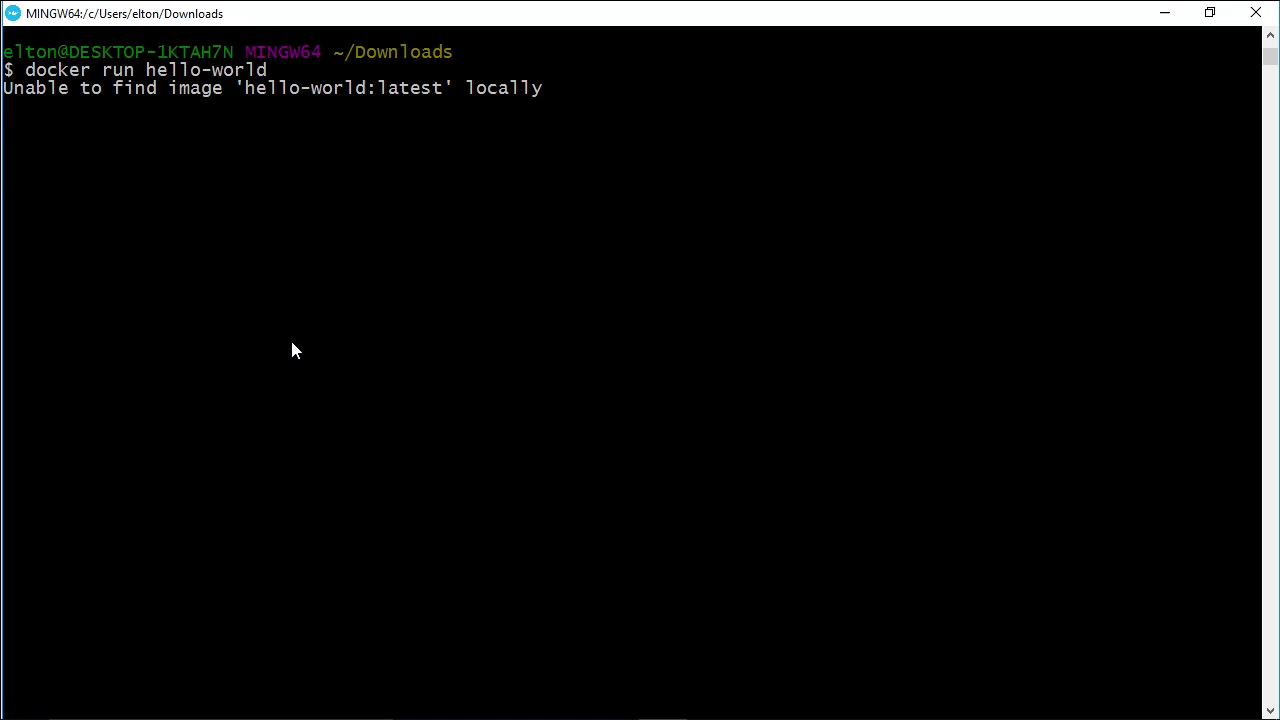 MINGW64:/c/Users/elton/Downloads
elton@DESKTOP-1KTAH7N MINGW64 ~/Downloads
$ docker run hello-world
Unable to find image 'hello-world:latest' locally